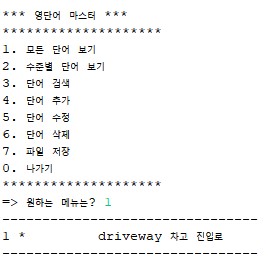 *** 영단어 마스터 ***
********************
1. 모든 단어 보기
2. 수준별 단어 보기
3. 단어 검색
4. 단어 추가
5. 단어 수정
6. 단어 삭제
7. 파일 저장
0. 나가기
********************
=> 원하는 메뉴는? 1
--------------------------------
1 *         driveway 차고 진입로
--------------------------------